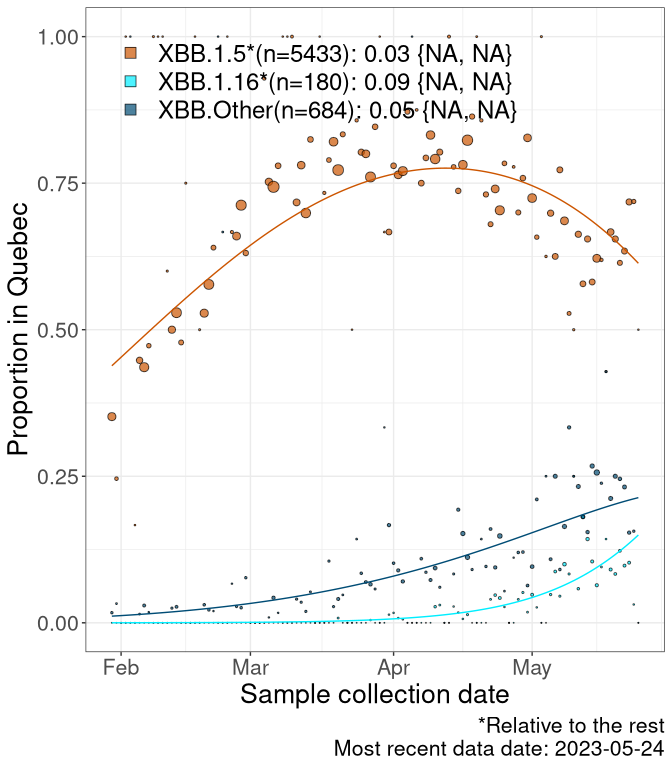 1.00
XBB.1.5*(n=5433): 0.03 {NA, NA}
XBB.1.16*(n=180): 0.09 {NA, NA}
XBB.Other(n=684): 0.05 {NA, NA}
0.75
0.50
0.25
0.00
Proportion in Quebec
Feb Mar Apr May
Sample collection date
*Relative to the rest
Most recent data date: 2023-05-24